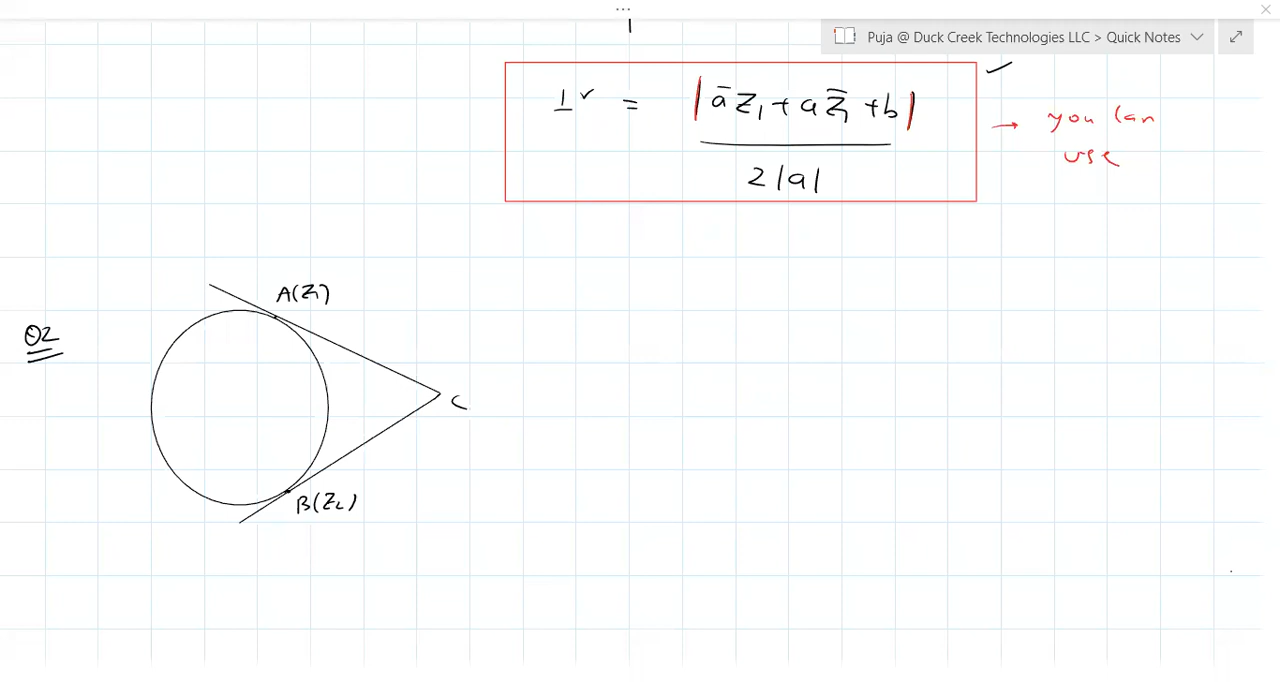 Puja @ Duck Creek Technologies LLC > Quick Notes
⊥r = |āz₁ + az̄₁ + b| / 2|a|
→ you can
use
A(z₁)
Q2
C
B(z₂)